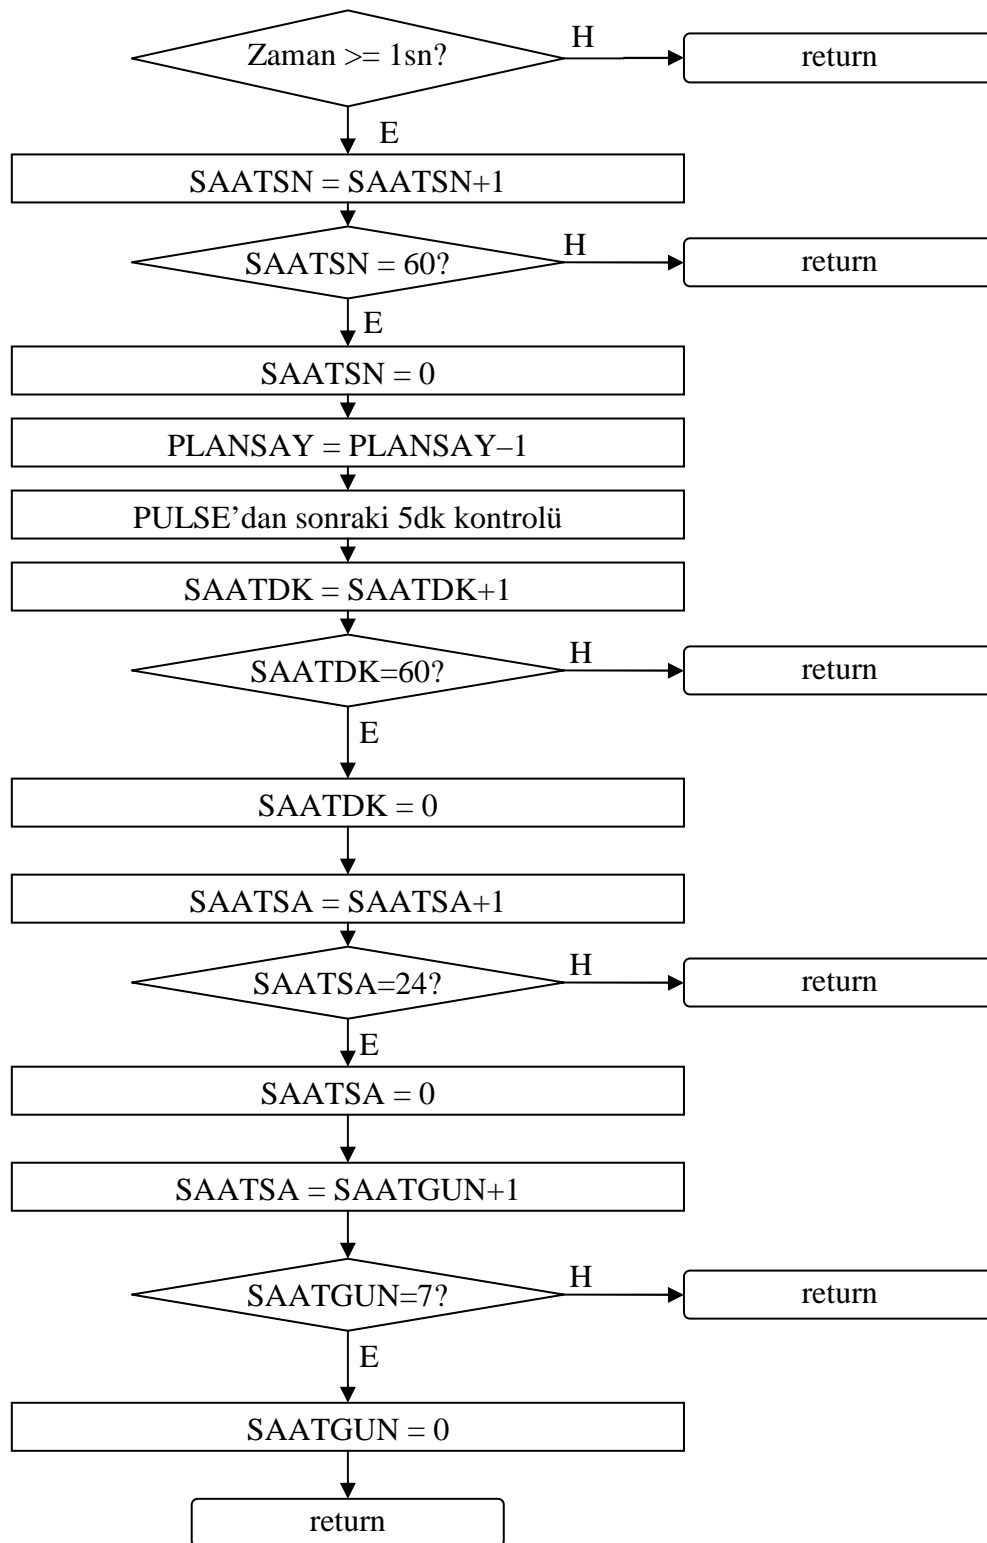 Zaman >= 1sn?
H
return
E
SAATSN = SAATSN+1
SAATSN = 60?
H
return
E
SAATSN = 0
PLANSAY = PLANSAY–1
PULSE’dan sonraki 5dk kontrolü
SAATDK = SAATDK+1
SAATDK=60?
H
return
E
SAATDK = 0
SAATSA = SAATSA+1
SAATSA=24?
H
return
E
SAATSA = 0
SAATSA = SAATGUN+1
SAATGUN=7?
H
return
E
SAATGUN = 0
return